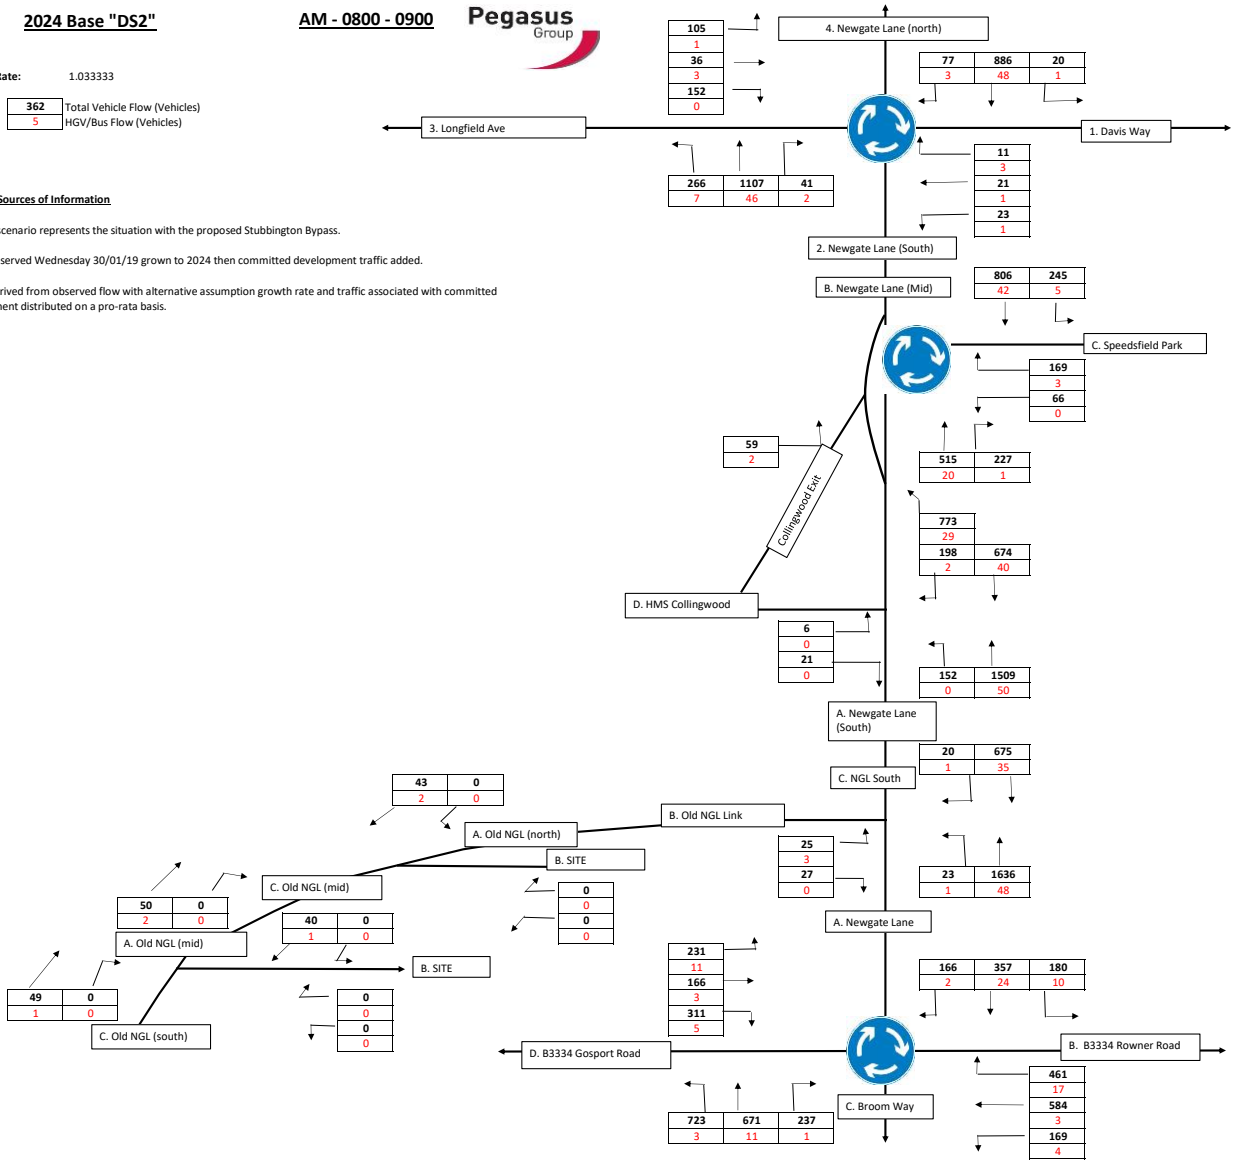 2024 Base "DS2"
AM - 0800 - 0900
Pegasus
Group
Rate: 1.033333
362 Total Vehicle Flow (Vehicles)
5 HGV/Bus Flow (Vehicles)
Sources of Information
scenario represents the situation with the proposed Stubbington Bypass.
served Wednesday 30/01/19 grown to 2024 then committed development traffic added.
rived from observed flow with alternative assumption growth rate and traffic associated with committed
ment distributed on a pro-rata basis.
4. Newgate Lane (north)
105
1
36
3
152
0
77 886 20
3 48 1
3. Longfield Ave
1. Davis Way
266 1107 41
7 46 2
11
3
21
1
23
1
2. Newgate Lane (South)
B. Newgate Lane (Mid)
806 245
42 5
C. Speedsfield Park
169
3
66
0
59
2
515 227
20 1
Collingwood Exit
773
29
198 674
2 40
D. HMS Collingwood
6
0
21
0
152 1509
0 50
A. Newgate Lane
(South)
20 675
1 35
C. NGL South
43 0
2 0
B. Old NGL Link
A. Old NGL (north)
25
3
27
0
23 1636
1 48
B. SITE
C. Old NGL (mid)
0
0
0
0
50 0
2 0
40 0
1 0
A. Newgate Lane
A. Old NGL (mid)
B. SITE
49 0
1 0
0
0
0
0
C. Old NGL (south)
231
11
166
3
311
5
166 357 180
2 24 10
D. B3334 Gosport Road
B. B3334 Rowner Road
461
17
584
3
169
4
C. Broom Way
723 671 237
3 11 1